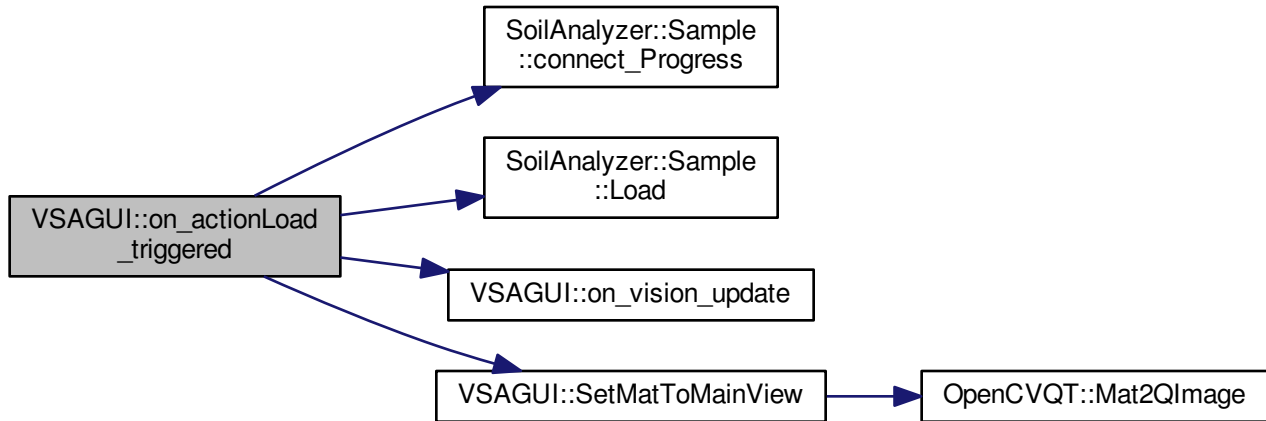 SoilAnalyzer::Sample
::connect_Progress
SoilAnalyzer::Sample
::Load
VSAGUI::on_actionLoad
_triggered
VSAGUI::on_vision_update
VSAGUI::SetMatToMainView
OpenCVQT::Mat2QImage